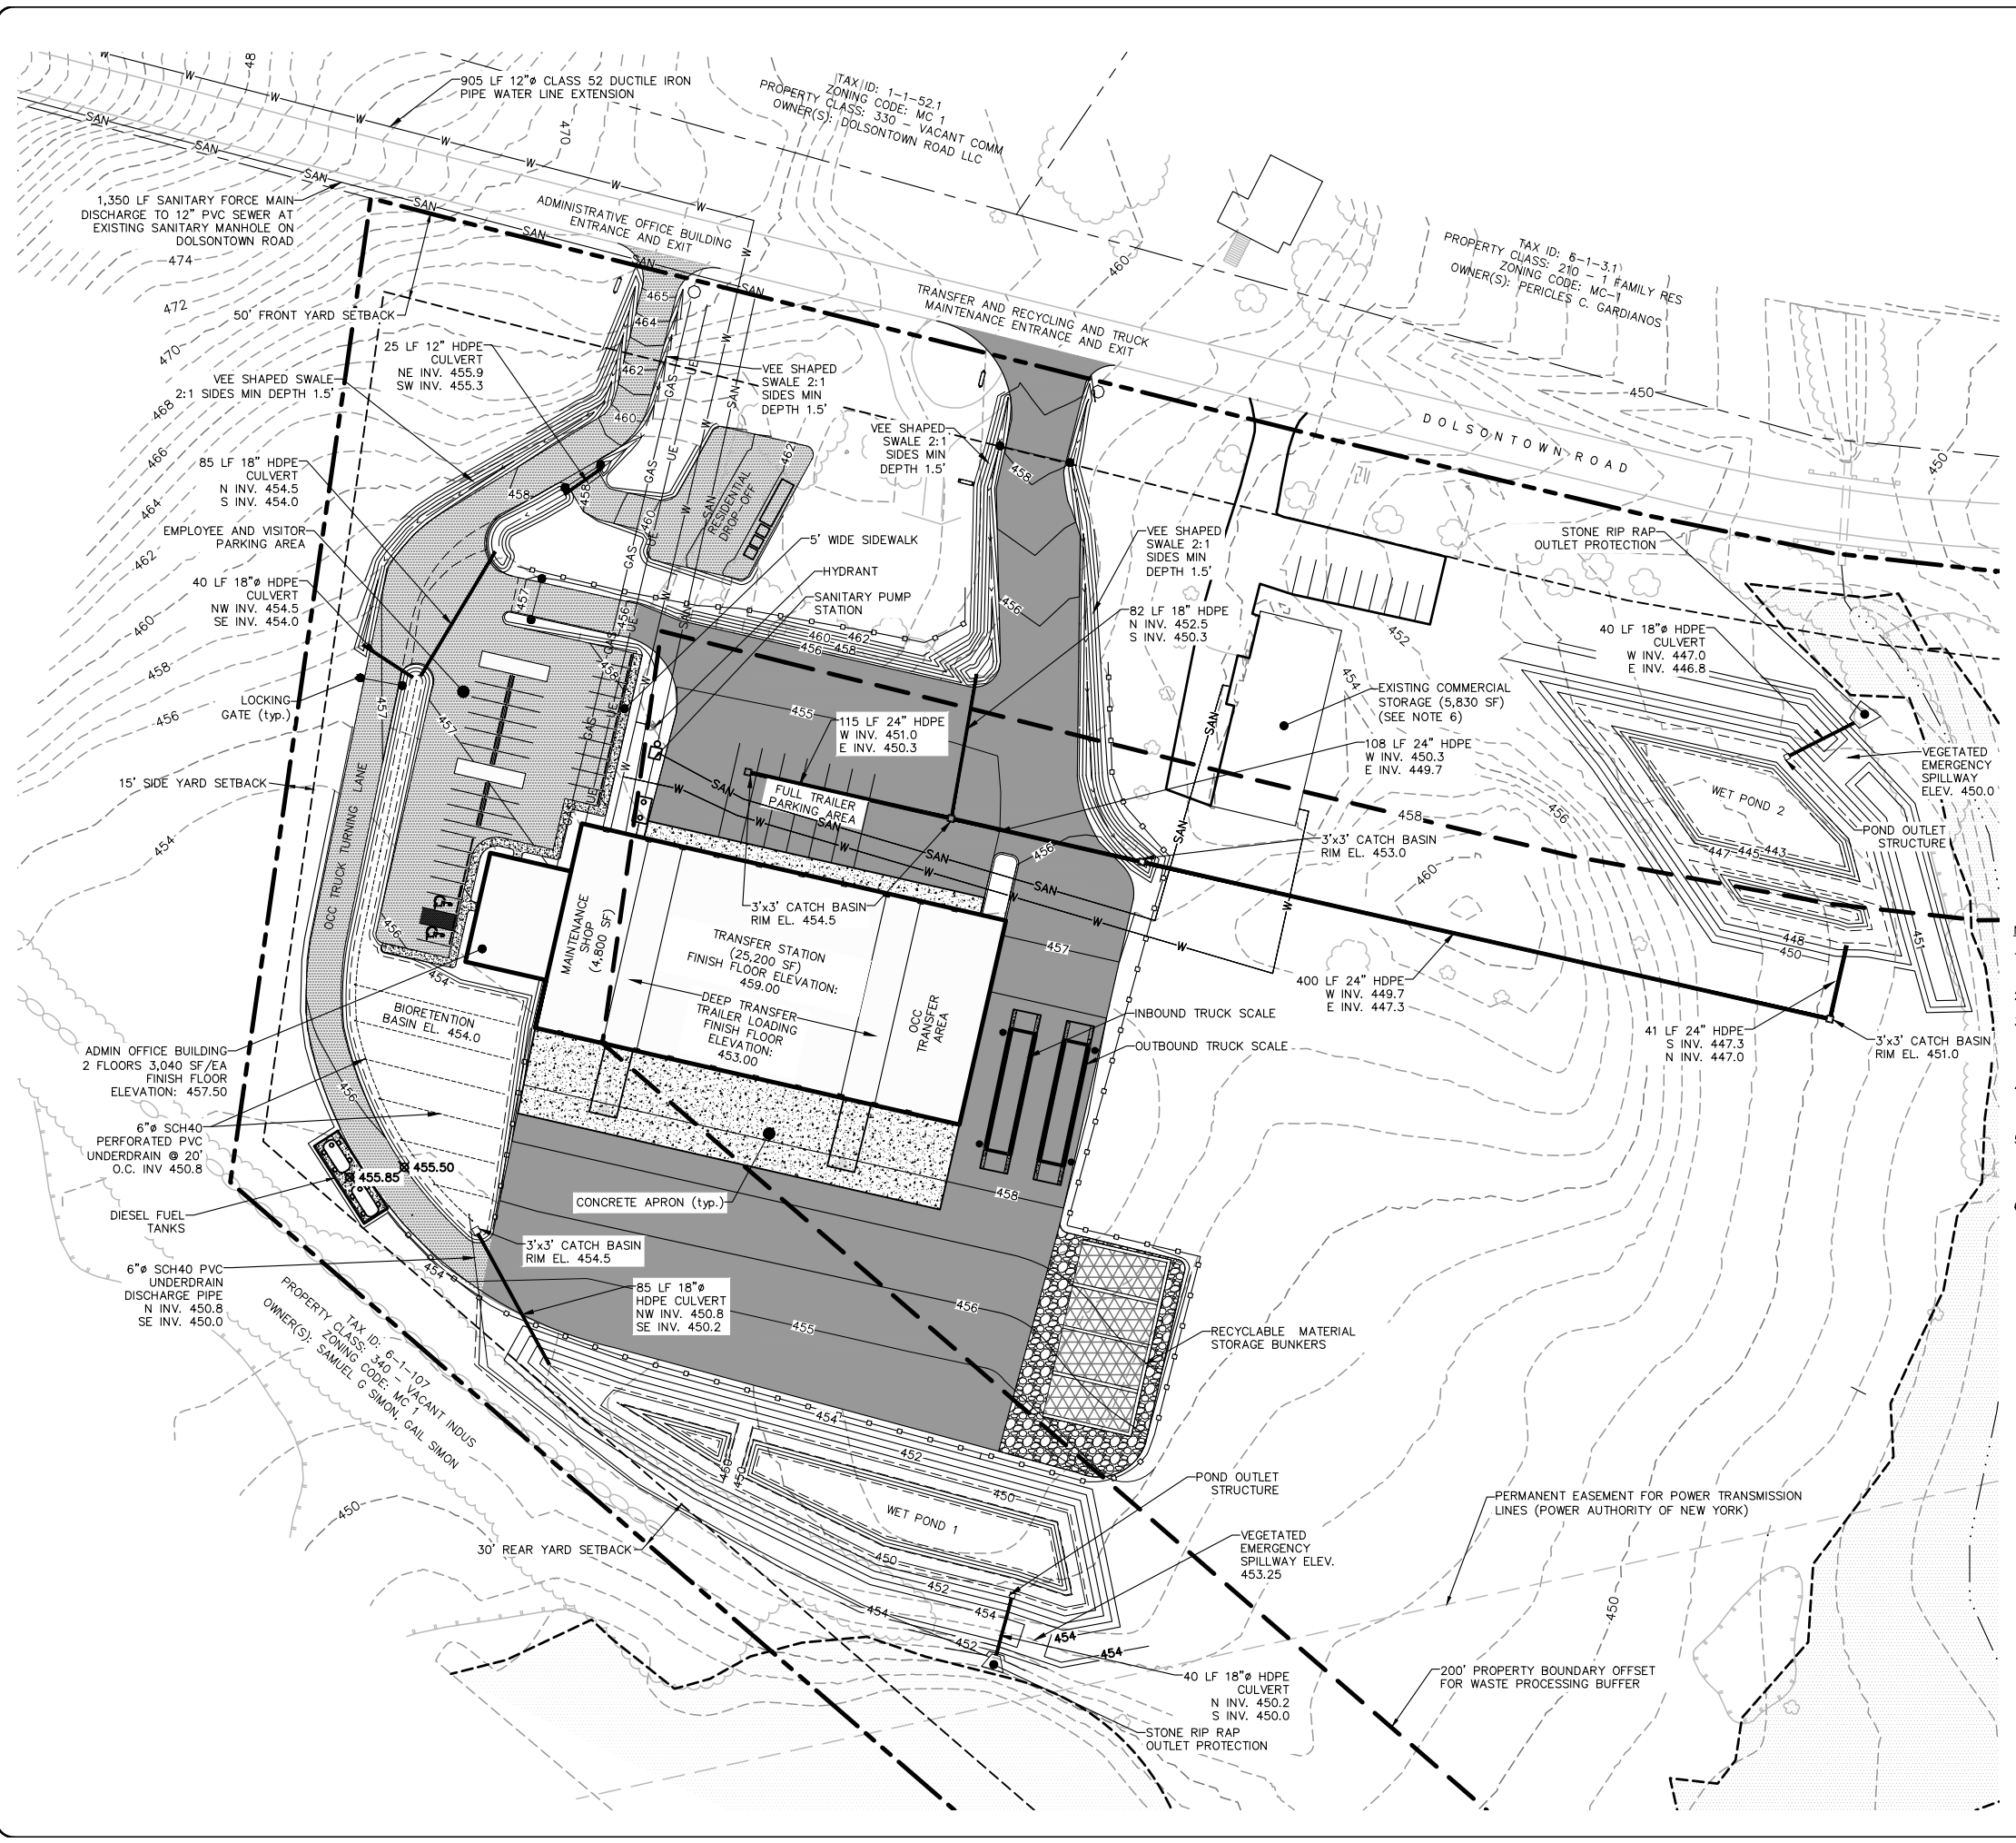 905 LF 12"ø CLASS 52 DUCTILE IRON
PIPE WATER LINE EXTENSION
TAX ID: 1-1-52.1
ZONING CODE: MC 1
PROPERTY CLASS: 330 - VACANT COMM
OWNER(S): DOLSONTOWN ROAD LLC
1,350 LF SANITARY FORCE MAIN
DISCHARGE TO 12" PVC SEWER AT
EXISTING SANITARY MANHOLE ON
DOLSONTOWN ROAD
ADMINISTRATIVE OFFICE BUILDING
ENTRANCE AND EXIT
TAX ID: 6-1-3.1
PROPERTY CLASS: 210 - 1 FAMILY RES
ZONING CODE: MC-1
OWNER(S): PERICLES C. GARDIANOS
TRANSFER AND RECYCLING AND TRUCK
MAINTENANCE ENTRANCE AND EXIT
DOLSONTOWN ROAD
50' FRONT YARD SETBACK
25 LF 12" HDPE
CULVERT
NE INV. 455.9
SW INV. 455.3
VEE SHAPED SWALE
2:1 SIDES MIN DEPTH 1.5'
VEE SHAPED
SWALE 2:1
SIDES MIN
DEPTH 1.5'
VEE SHAPED
SWALE 2:1
SIDES MIN
DEPTH 1.5'
85 LF 18" HDPE
CULVERT
N INV. 454.5
S INV. 454.0
EMPLOYEE AND VISITOR
PARKING AREA
40 LF 18"ø HDPE
CULVERT
NW INV. 454.5
SE INV. 454.0
RESIDENTIAL
DROP-OFF
5' WIDE SIDEWALK
HYDRANT
SANITARY PUMP
STATION
VEE SHAPED
SWALE 2:1
SIDES MIN
DEPTH 1.5'
82 LF 18" HDPE
N INV. 452.5
S INV. 450.3
STONE RIP RAP
OUTLET PROTECTION
40 LF 18"ø HDPE
CULVERT
W INV. 447.0
E INV. 446.8
LOCKING
GATE (typ.)
15' SIDE YARD SETBACK
OCC TRUCK TURNING LANE
115 LF 24" HDPE
W INV. 451.0
E INV. 450.3
FULL TRAILER
PARKING AREA
EXISTING COMMERCIAL
STORAGE (5,830 SF)
(SEE NOTE 6)
108 LF 24" HDPE
W INV. 450.3
E INV. 449.7
3'x3' CATCH BASIN
RIM EL. 453.0
WET POND 2
VEGETATED
EMERGENCY
SPILLWAY
ELEV. 450.0
POND OUTLET
STRUCTURE
3'x3' CATCH BASIN
RIM EL. 454.5
MAINTENANCE
SHOP
(4,800 SF)
TRANSFER STATION
(25,200 SF)
FINISH FLOOR ELEVATION:
459.00
DEEP TRANSFER
TRAILER LOADING
FINISH FLOOR
ELEVATION:
453.00
OCC
TRANSFER
AREA
BIORETENTION
BASIN EL. 454.0
400 LF 24" HDPE
W INV. 449.7
E INV. 447.3
INBOUND TRUCK SCALE
OUTBOUND TRUCK SCALE
41 LF 24" HDPE
S INV. 447.3
N INV. 447.0
3'x3' CATCH BASIN
RIM EL. 451.0
ADMIN OFFICE BUILDING
2 FLOORS 3,040 SF/EA
FINISH FLOOR
ELEVATION: 457.50
6"ø SCH40
PERFORATED PVC
UNDERDRAIN @ 20'
O.C. INV 450.8
455.50
455.85
DIESEL FUEL
TANKS
CONCRETE APRON (typ.)
3'x3' CATCH BASIN
RIM EL. 454.5
6"ø SCH40 PVC
UNDERDRAIN
DISCHARGE PIPE
N INV. 450.8
SE INV. 450.0
85 LF 18"ø
HDPE CULVERT
NW INV. 450.8
SE INV. 450.2
TAX ID: 6-1-107
PROPERTY CLASS: 340 - VACANT INDUS
ZONING CODE: MC 1
OWNER(S): SAMUEL G SIMON, GAIL SIMON
RECYCLABLE MATERIAL
STORAGE BUNKERS
WET POND 1
POND OUTLET
STRUCTURE
PERMANENT EASEMENT FOR POWER TRANSMISSION
LINES (POWER AUTHORITY OF NEW YORK)
30' REAR YARD SETBACK
VEGETATED
EMERGENCY
SPILLWAY ELEV.
453.25
40 LF 18"ø HDPE
CULVERT
N INV. 450.2
S INV. 450.0
STONE RIP RAP
OUTLET PROTECTION
200' PROPERTY BOUNDARY OFFSET
FOR WASTE PROCESSING BUFFER